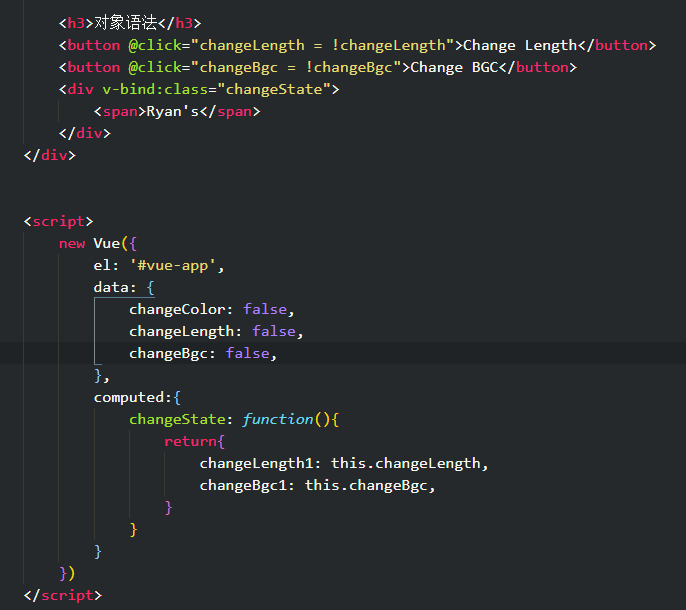 <h3>对象语法</h3>
<button @click="changeLength = !changeLength">Change Length</button>
<button @click="changeBgc = !changeBgc">Change BGC</button>
<div v-bind:class="changeState">
<span>Ryan's</span>
</div>
</div>
<script>
new Vue({
el: '#vue-app',
data: {
changeColor: false,
changeLength: false,
changeBgc: false,
},
computed:{
changeState: function(){
return{
changeLength1: this.changeLength,
changeBgc1: this.changeBgc,
}
}
}
})
</script>